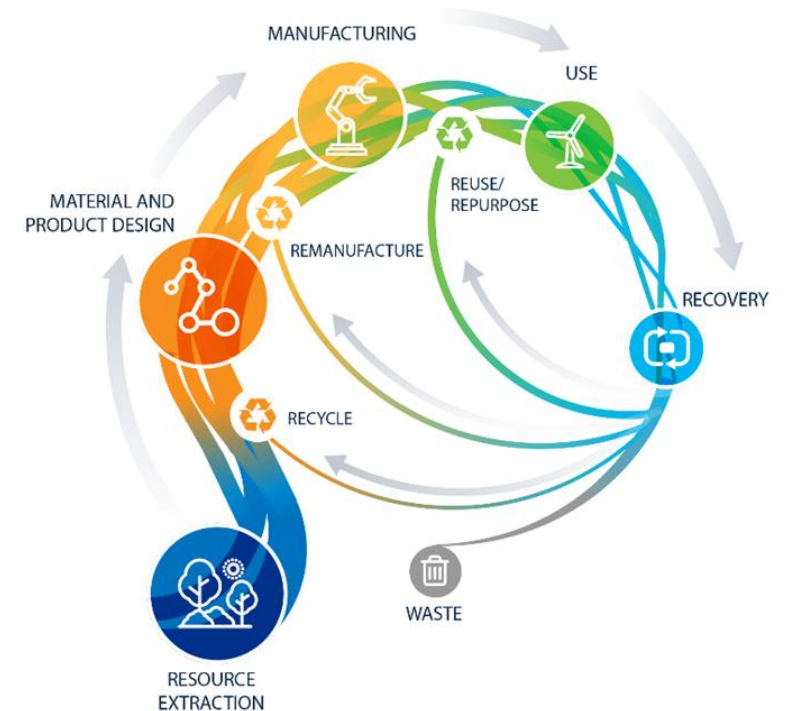 MANUFACTURING
USE
MATERIAL AND
PRODUCT DESIGN
REUSE/
REPURPOSE
REMANUFACTURE
RECOVERY
RECYCLE
WASTE
RESOURCE
EXTRACTION